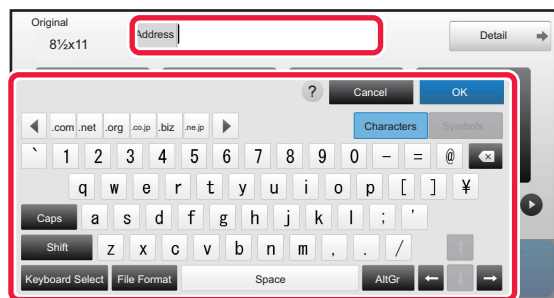 Original
8½x11
Address
Detail
? Cancel OK
.com .net .org .co.jp .biz .ne.jp
Characters Symbols
` 1 2 3 4 5 6 7 8 9 0 - = @
q w e r t y u i o p [ ] ¥
Caps a s d f g h j k l ; '
Shift z x c v b n m , . / ↑
Keyboard Select File Format Space AltGr ← ↓ →